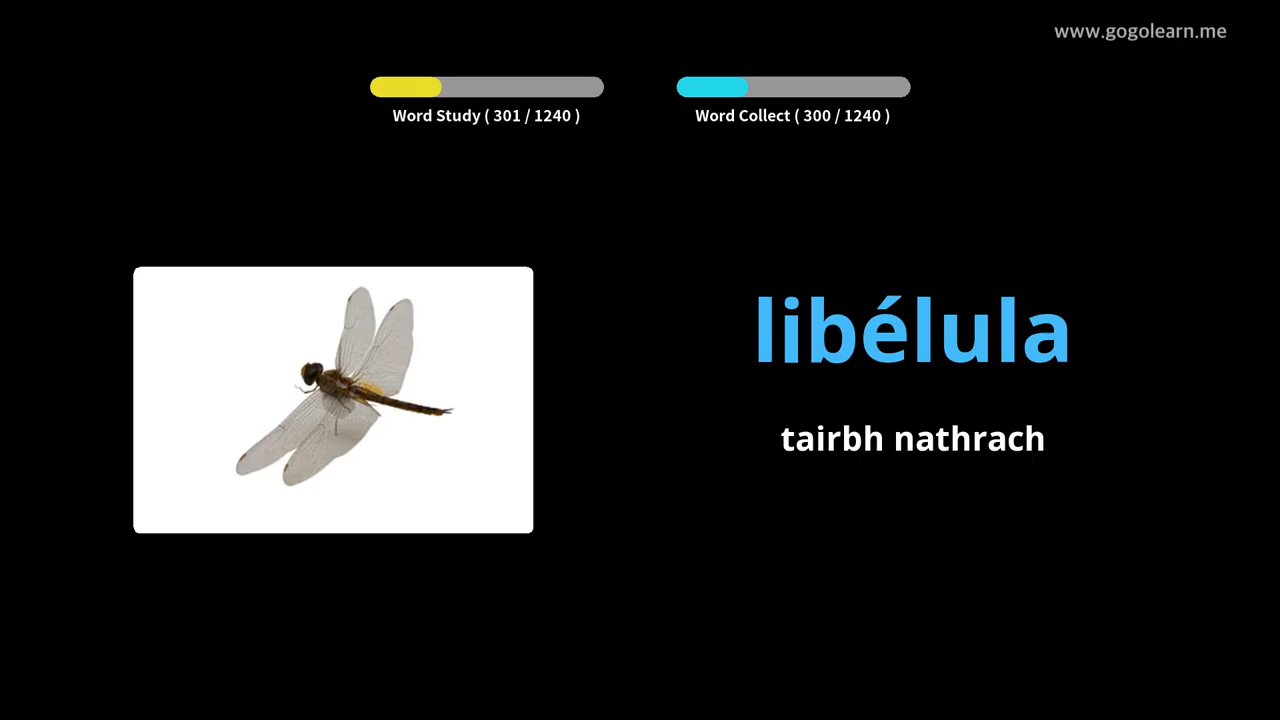 www.gogolearn.me
Word Study ( 301 / 1240 )
Word Collect ( 300 / 1240 )
libélula
tairbh nathrach